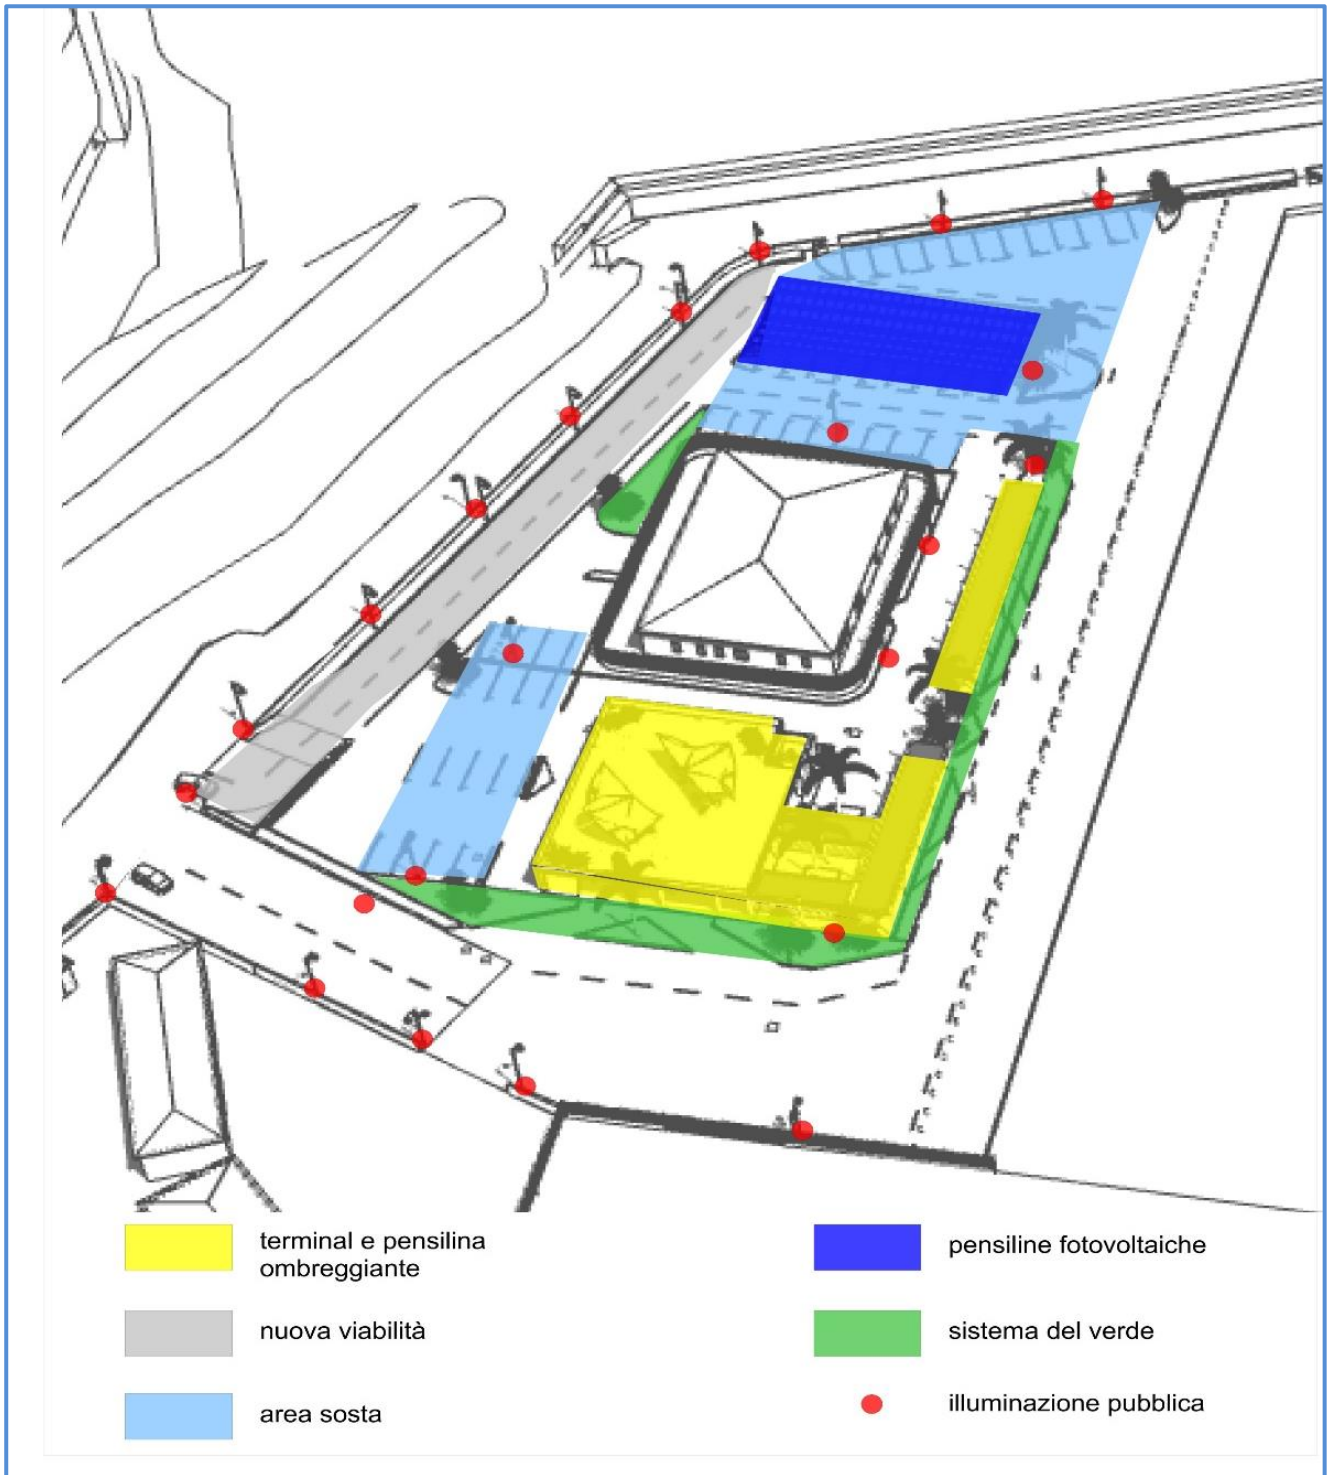 terminal e pensilina
ombreggiante
nuova viabilità
area sosta
pensiline fotovoltaiche
sistema del verde
illuminazione pubblica